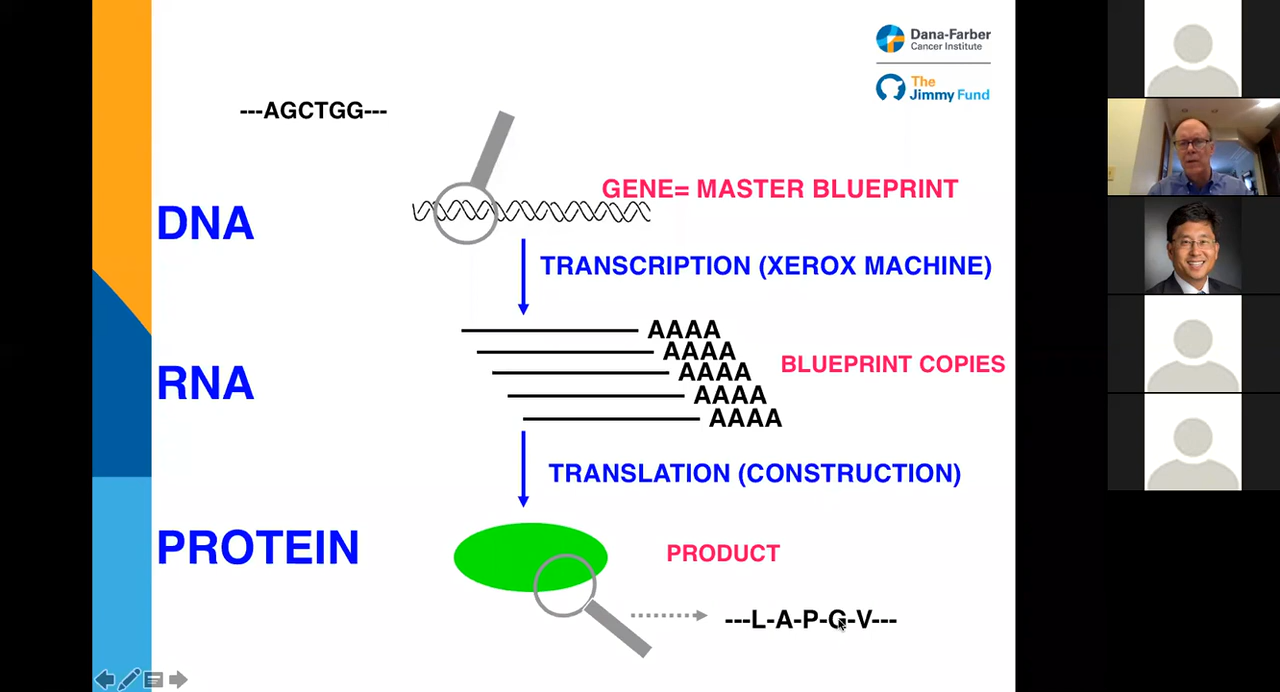 Dana-Farber
Cancer Institute
The
Jimmy Fund
---AGCTGG---
GENE= MASTER BLUEPRINT
DNA
TRANSCRIPTION (XEROX MACHINE)
AAAA
AAAA
BLUEPRINT COPIES
AAAA
RNA
AAAA
AAAA
TRANSLATION (CONSTRUCTION)
PROTEIN
PRODUCT
---L-A-P-G-V---